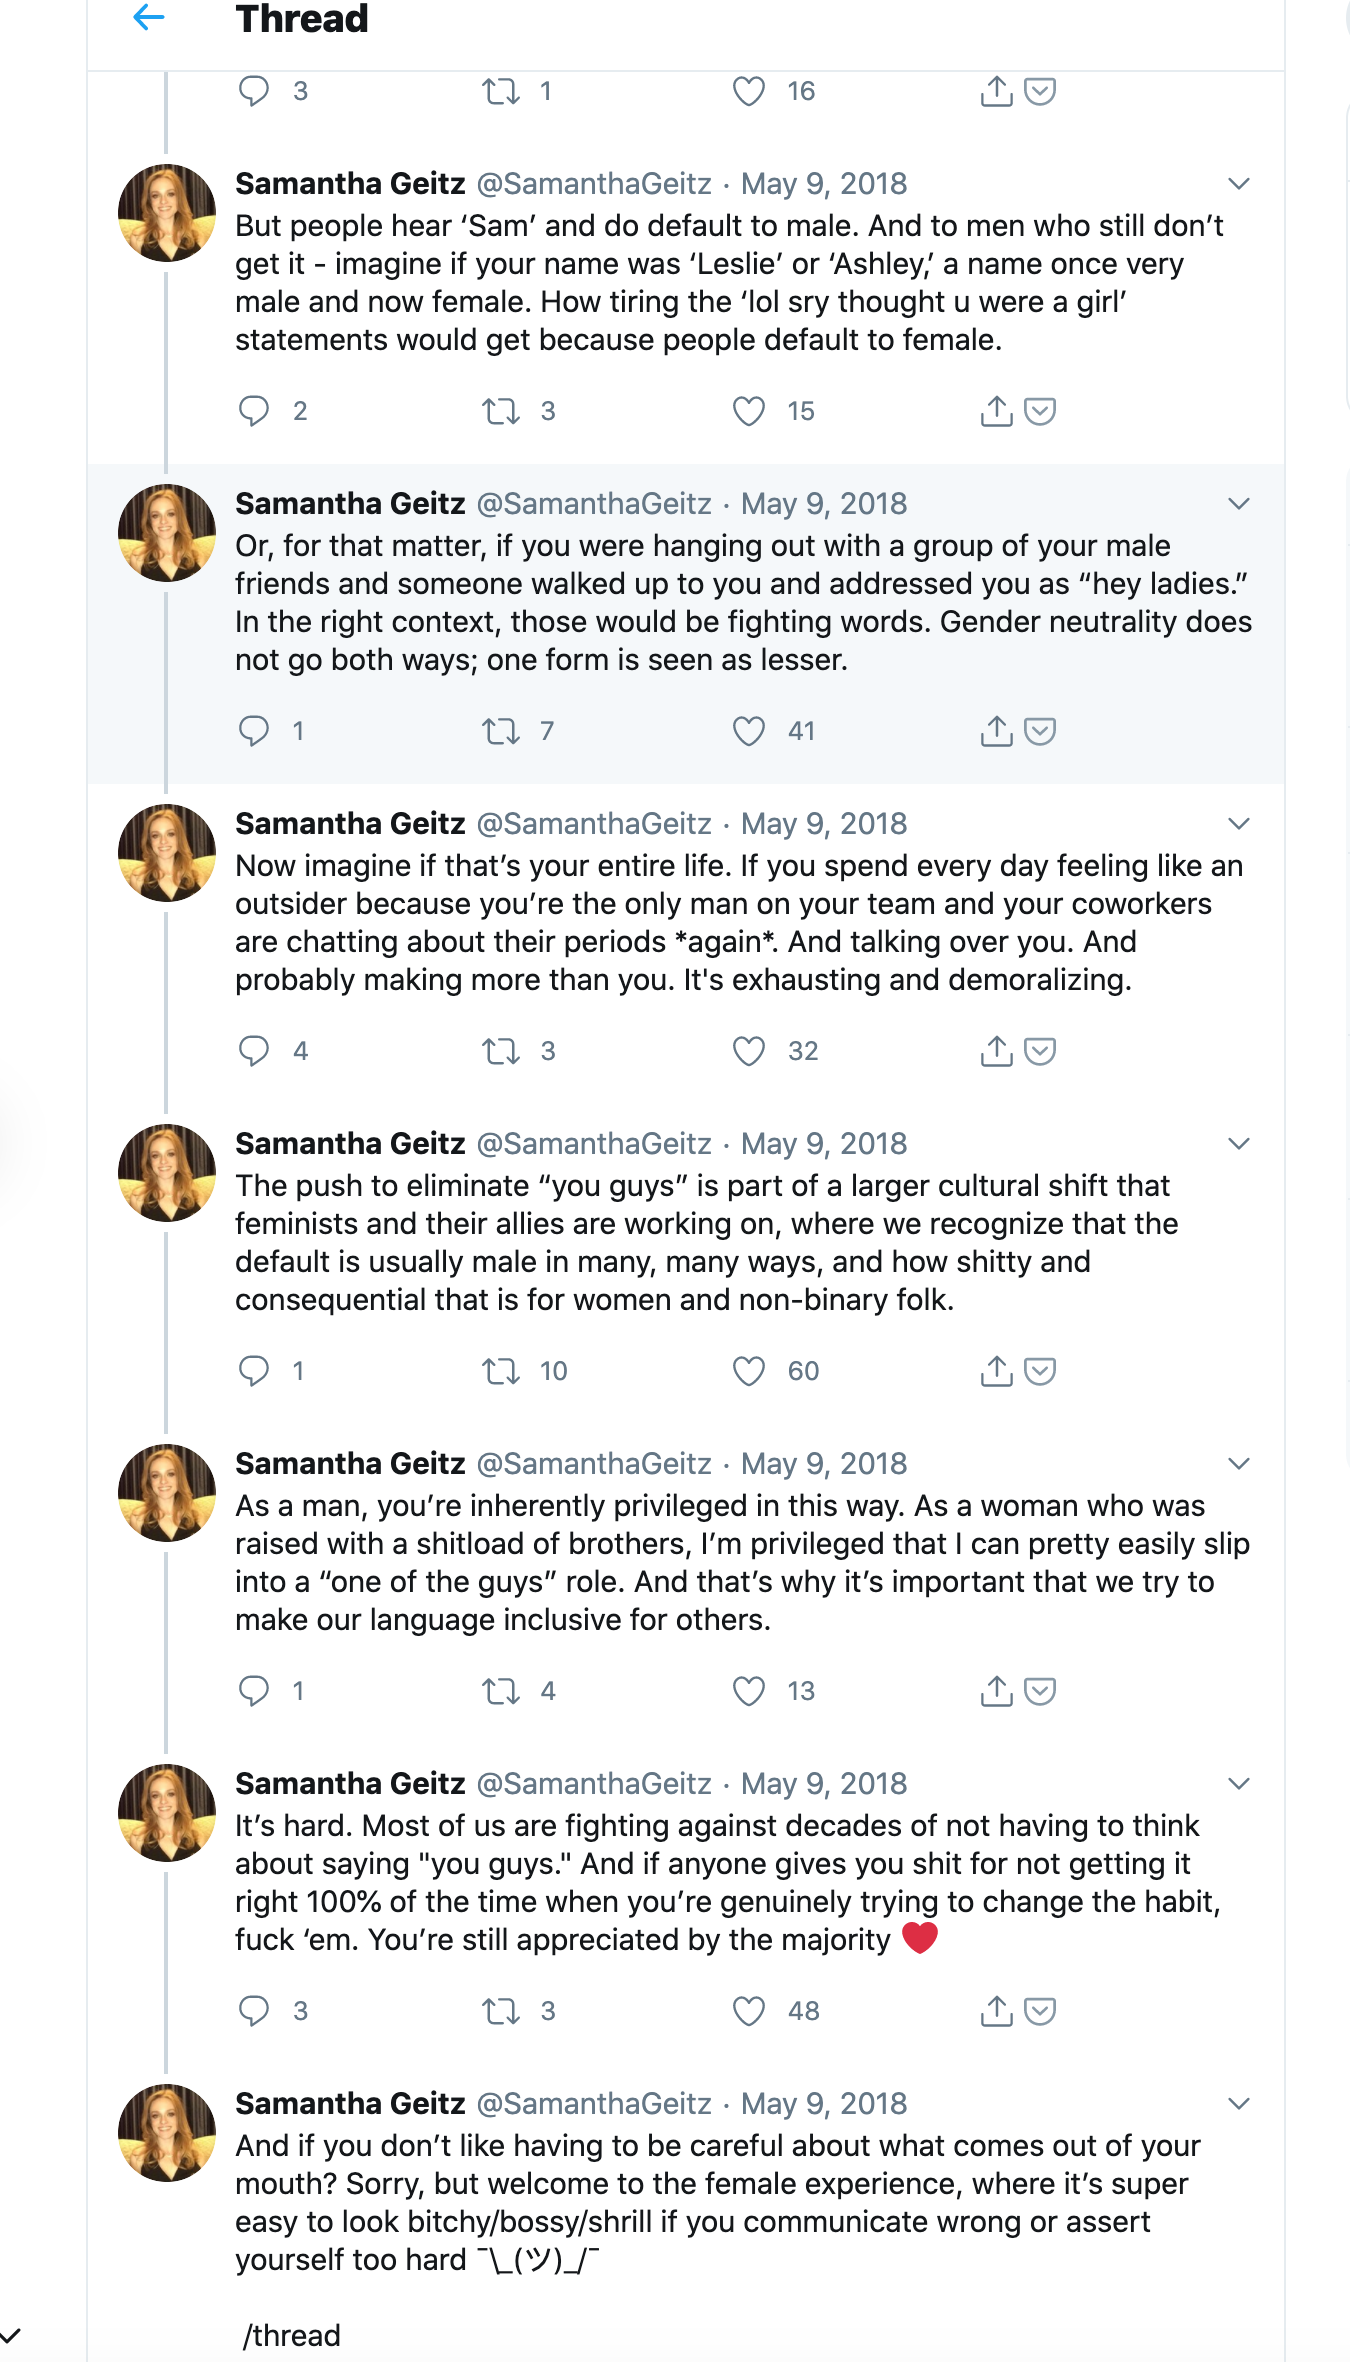 Thread
3 1 16
Samantha Geitz @SamanthaGeitz · May 9, 2018
But people hear ‘Sam’ and do default to male. And to men who still don’t
get it - imagine if your name was ‘Leslie’ or ‘Ashley,’ a name once very
male and now female. How tiring the ‘lol sry thought u were a girl’
statements would get because people default to female.
2 3 15
Samantha Geitz @SamanthaGeitz · May 9, 2018
Or, for that matter, if you were hanging out with a group of your male
friends and someone walked up to you and addressed you as “hey ladies.”
In the right context, those would be fighting words. Gender neutrality does
not go both ways; one form is seen as lesser.
1 7 41
Samantha Geitz @SamanthaGeitz · May 9, 2018
Now imagine if that’s your entire life. If you spend every day feeling like an
outsider because you’re the only man on your team and your coworkers
are chatting about their periods *again*. And talking over you. And
probably making more than you. It's exhausting and demoralizing.
4 3 32
Samantha Geitz @SamanthaGeitz · May 9, 2018
The push to eliminate “you guys” is part of a larger cultural shift that
feminists and their allies are working on, where we recognize that the
default is usually male in many, many ways, and how shitty and
consequential that is for women and non-binary folk.
1 10 60
Samantha Geitz @SamanthaGeitz · May 9, 2018
As a man, you’re inherently privileged in this way. As a woman who was
raised with a shitload of brothers, I’m privileged that I can pretty easily slip
into a “one of the guys” role. And that’s why it’s important that we try to
make our language inclusive for others.
1 4 13
Samantha Geitz @SamanthaGeitz · May 9, 2018
It’s hard. Most of us are fighting against decades of not having to think
about saying "you guys." And if anyone gives you shit for not getting it
right 100% of the time when you’re genuinely trying to change the habit,
fuck ‘em. You’re still appreciated by the majority ❤️
3 3 48
Samantha Geitz @SamanthaGeitz · May 9, 2018
And if you don’t like having to be careful about what comes out of your
mouth? Sorry, but welcome to the female experience, where it’s super
easy to look bitchy/bossy/shrill if you communicate wrong or assert
yourself too hard ¯\_(ツ)_/¯
/thread